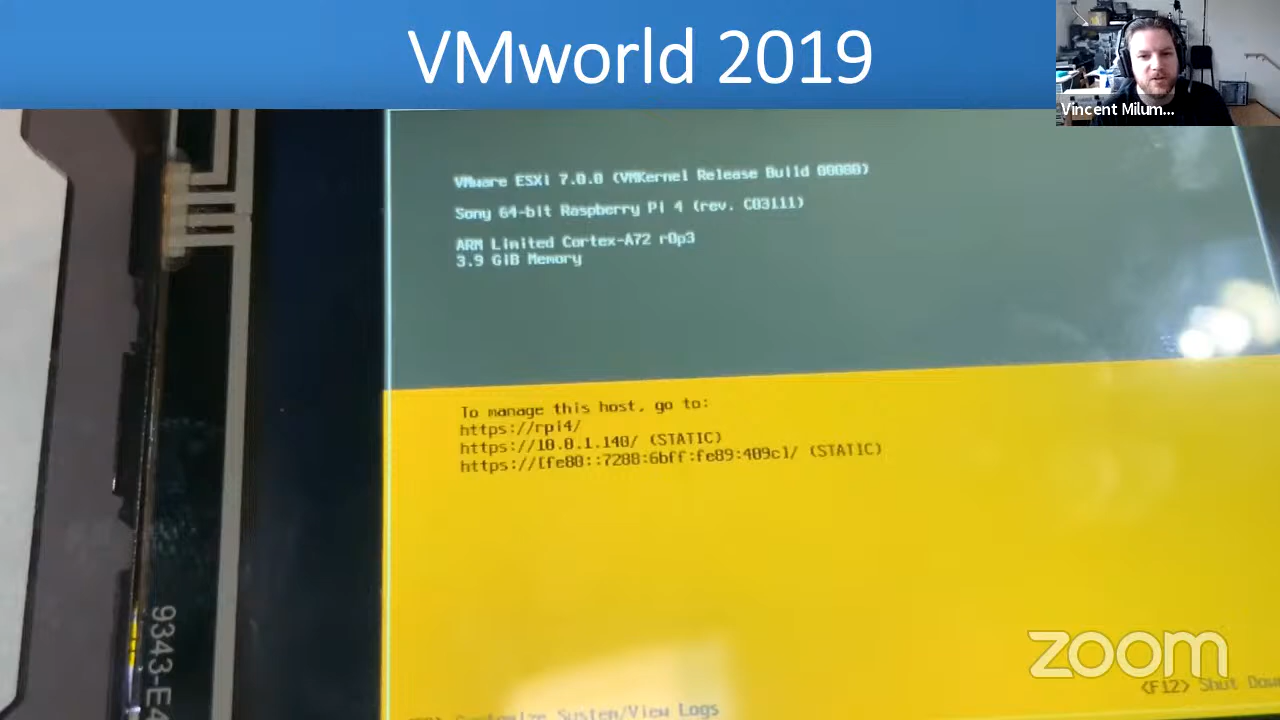 VMworld 2019
Vincent Milum...
VMware ESXi 7.0.0 (VMKernel Release Build 00000)
Sony 64-bit Raspberry Pi 4 (rev. C03111)
ARM Limited Cortex-A72 r0p3
3.9 GiB Memory
To manage this host, go to:
https://rpi4/
https://10.0.1.140/ (STATIC)
https://[fe80::7288:6bff:fe89:409c]/ (STATIC)
9343-E4
zoom
<F12> Shut Dow
Customize System/View Logs